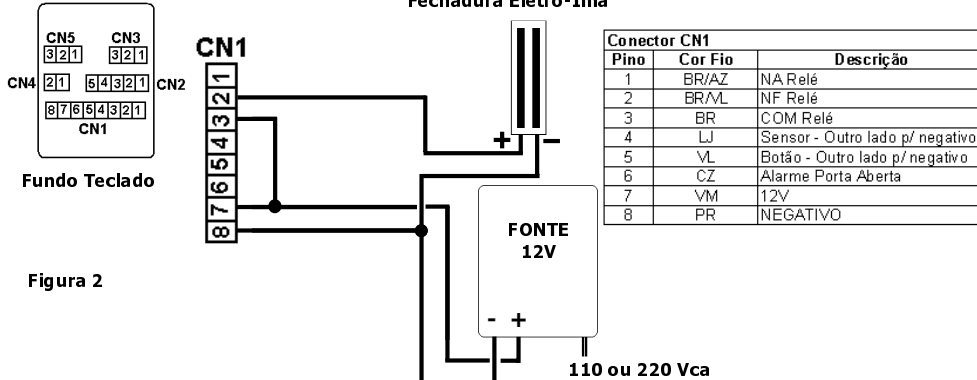 Fechadura Eletro-Imã
CN5 CN3
3 2 1 3 2 1
CN4 2 1 5 4 3 2 1 CN2
8 7 6 5 4 3 2 1
CN1
Fundo Teclado
Figura 2
CN1
1
2
3
4
5
6
7
8
+ -
FONTE
12V
- +
110 ou 220 Vca
Conector CN1
Pino Cor Fio Descrição
1 BR/AZ NA Relé
2 BR/VL NF Relé
3 BR COM Relé
4 LJ Sensor - Outro lado p/ negativo
5 VL Botão - Outro lado p/ negativo
6 CZ Alarme Porta Aberta
7 VM 12V
8 PR NEGATIVO